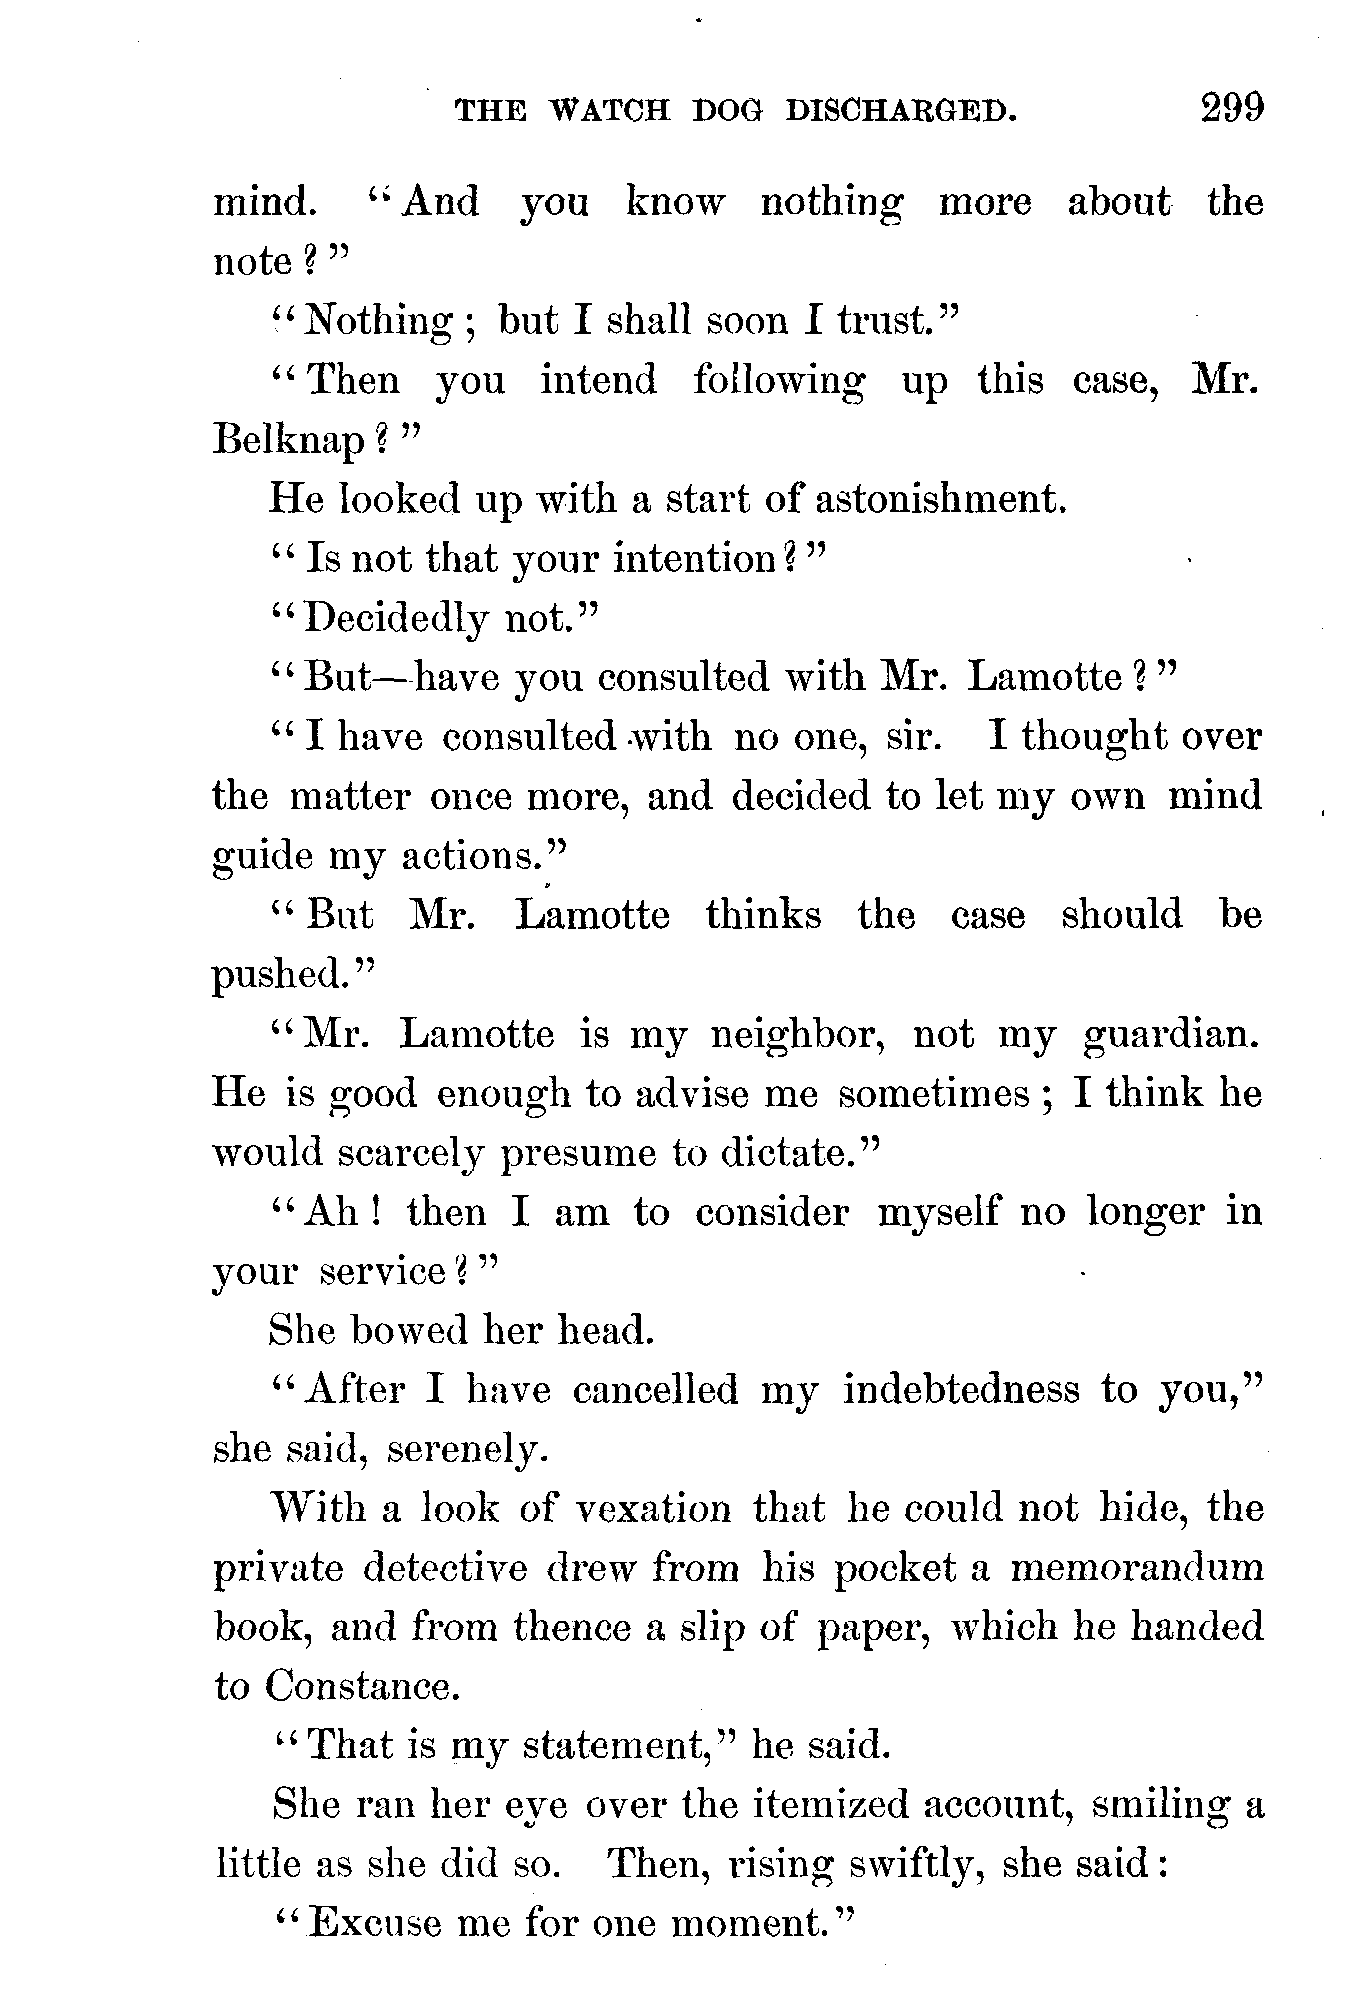 THE WATCH DOG DISCHARGED. 299
mind. "And you know nothing more about the
note?"
"Nothing; but I shall soon I trust."
"Then you intend following up this case, Mr.
Belknap?"
He looked up with a start of astonishment.
"Is not that your intention?"
"Decidedly not."
"But—have you consulted with Mr. Lamotte?"
"I have consulted with no one, sir. I thought over
the matter once more, and decided to let my own mind
guide my actions."
"But Mr. Lamotte thinks the case should be
pushed."
"Mr. Lamotte is my neighbor, not my guardian.
He is good enough to advise me sometimes; I think he
would scarcely presume to dictate."
"Ah! then I am to consider myself no longer in
your service?"
She bowed her head.
"After I have cancelled my indebtedness to you,"
she said, serenely.
With a look of vexation that he could not hide, the
private detective drew from his pocket a memorandum
book, and from thence a slip of paper, which he handed
to Constance.
"That is my statement," he said.
She ran her eye over the itemized account, smiling a
little as she did so. Then, rising swiftly, she said:
"Excuse me for one moment."